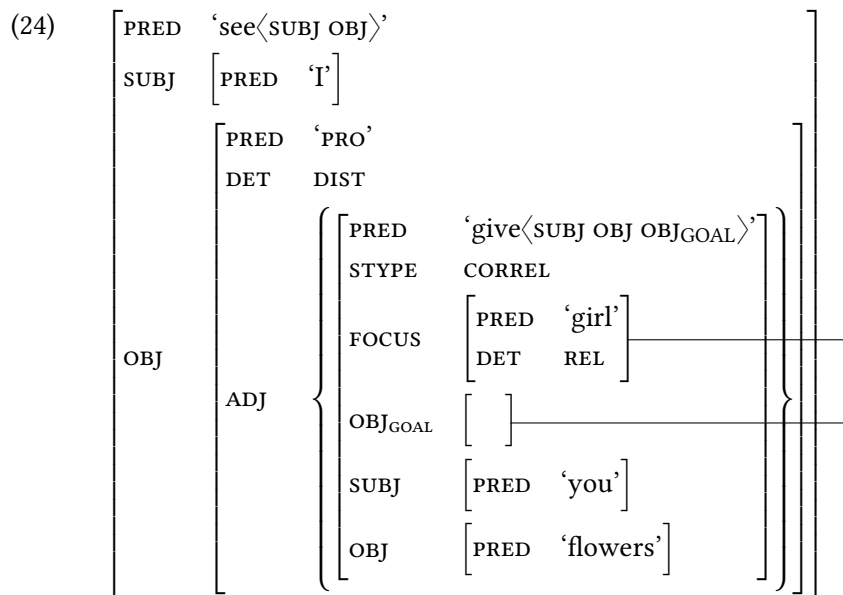 (24)
PRED ‘see⟨SUBJ OBJ⟩’
SUBJ [PRED ‘I’]
PRED ‘PRO’
DET DIST
PRED ‘give⟨SUBJ OBJ OBJGOAL⟩’
STYPE CORREL
FOCUS [PRED ‘girl’
DET REL]
OBJ
ADJ
OBJGOAL [ ]
SUBJ [PRED ‘you’]
OBJ [PRED ‘flowers’]